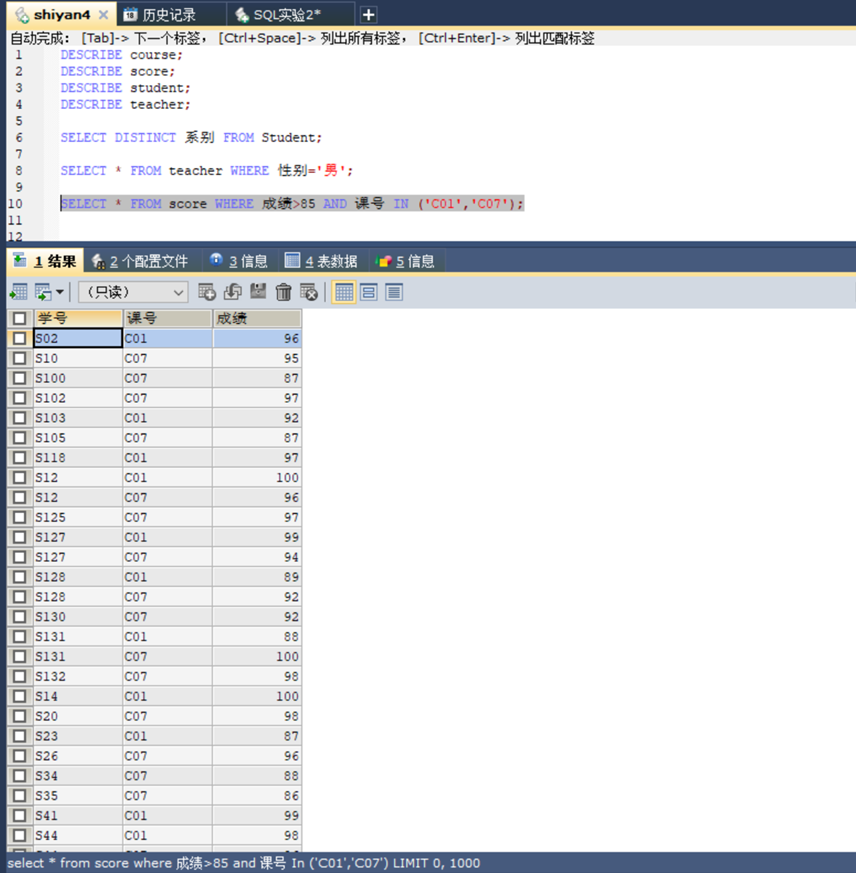 shiyan4 历史记录 SQL实验2*
自动完成: [Tab]-> 下一个标签, [Ctrl+Space]-> 列出所有标签, [Ctrl+Enter]-> 列出匹配标签
1 DESCRIBE course;
2 DESCRIBE score;
3 DESCRIBE student;
4 DESCRIBE teacher;
5
6 SELECT DISTINCT 系别 FROM Student;
7
8 SELECT * FROM teacher WHERE 性别='男';
9
10 SELECT * FROM score WHERE 成绩>85 AND 课号 IN ('C01','C07');
11
12
1 结果 2 个配置文件 3 信息 4 表数据 5 信息
(只读)
学号 课号 成绩
S02 C01 96
S10 C07 95
S100 C07 87
S102 C07 97
S103 C01 92
S105 C07 87
S118 C01 97
S12 C01 100
S12 C07 96
S125 C07 97
S127 C01 99
S127 C07 94
S128 C01 89
S128 C07 92
S130 C07 92
S131 C01 88
S131 C07 100
S132 C07 98
S14 C01 100
S20 C07 98
S23 C01 87
S26 C07 96
S34 C07 88
S35 C07 86
S41 C01 99
S44 C01 98
select * from score where 成绩>85 and 课号 In ('C01','C07') LIMIT 0, 1000